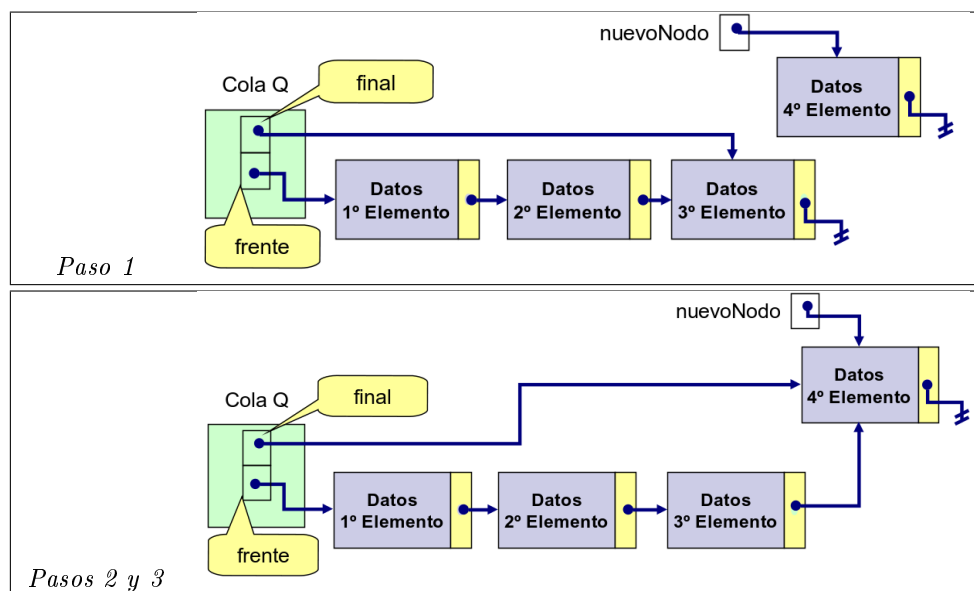 nuevoNodo
Datos
4º Elemento
Cola Q
final
Datos
1º Elemento
Datos
2º Elemento
Datos
3º Elemento
frente
Paso 1
nuevoNodo
Datos
4º Elemento
Cola Q
final
Datos
1º Elemento
Datos
2º Elemento
Datos
3º Elemento
frente
Pasos 2 y 3